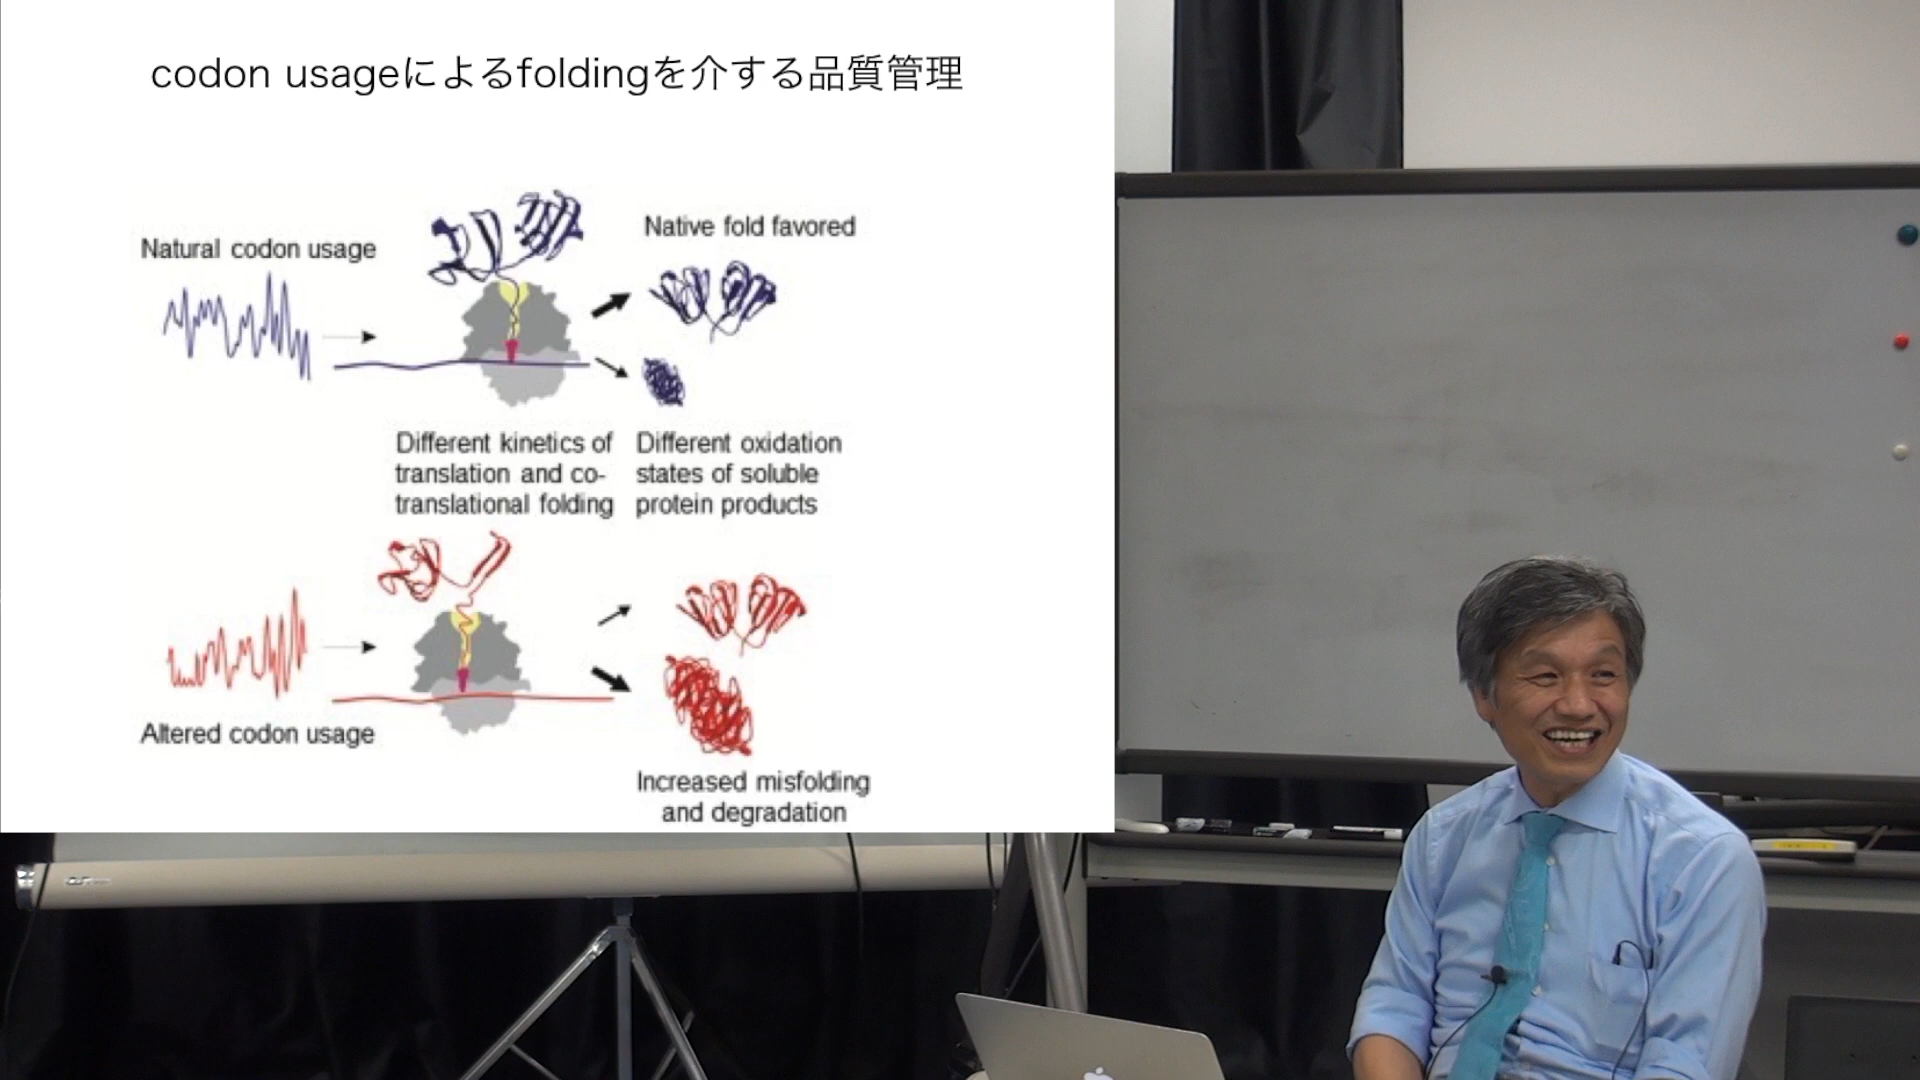 codon usageによるfoldingを介する品質管理
Natural codon usage
Native fold favored
Different kinetics of
translation and co-
translational folding
Different oxidation
states of soluble
protein products
Altered codon usage
Increased misfolding
and degradation